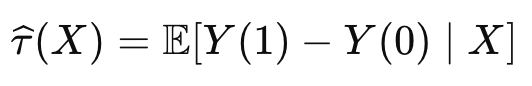 τ̂(X) = 𝔼[Y(1) − Y(0) | X]